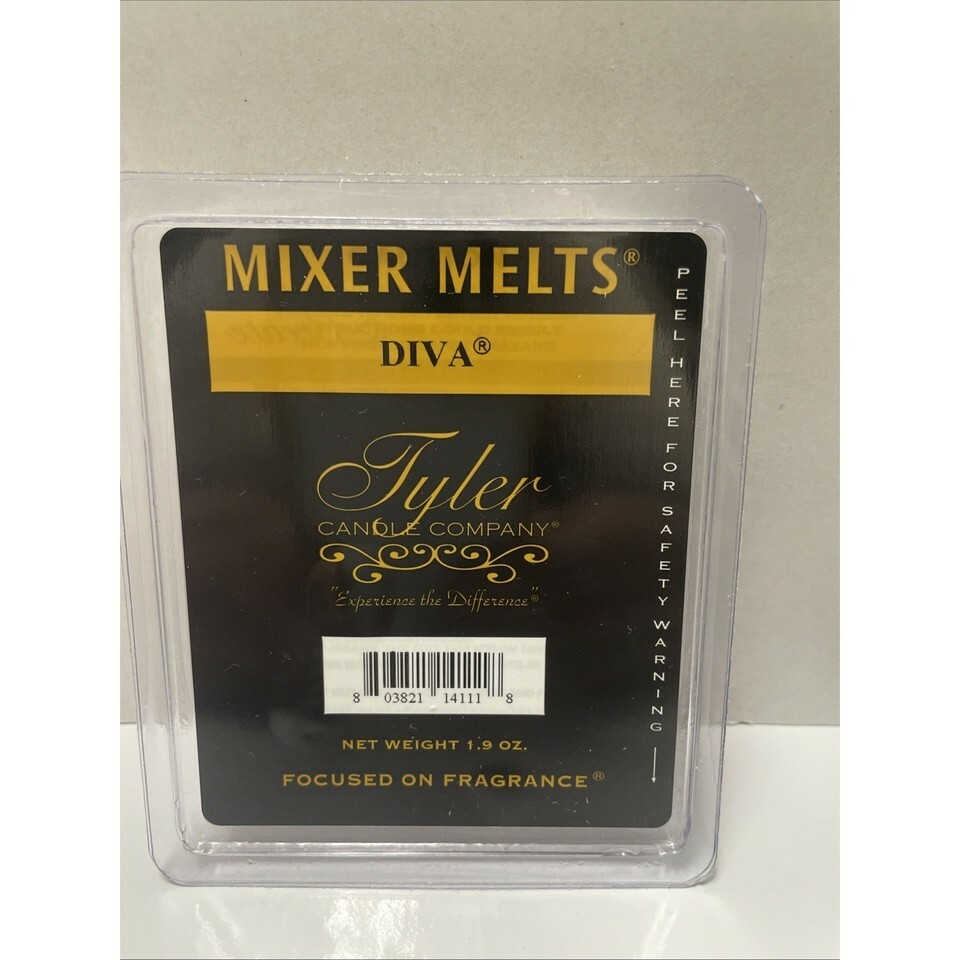 MIXER MELTS®
DIVA®
Tyler
CANDLE COMPANY®
"Experience the Difference"®
8 03821 14111 8
NET WEIGHT 1.9 OZ.
FOCUSED ON FRAGRANCE®
PEEL HERE FOR SAFETY WARNING